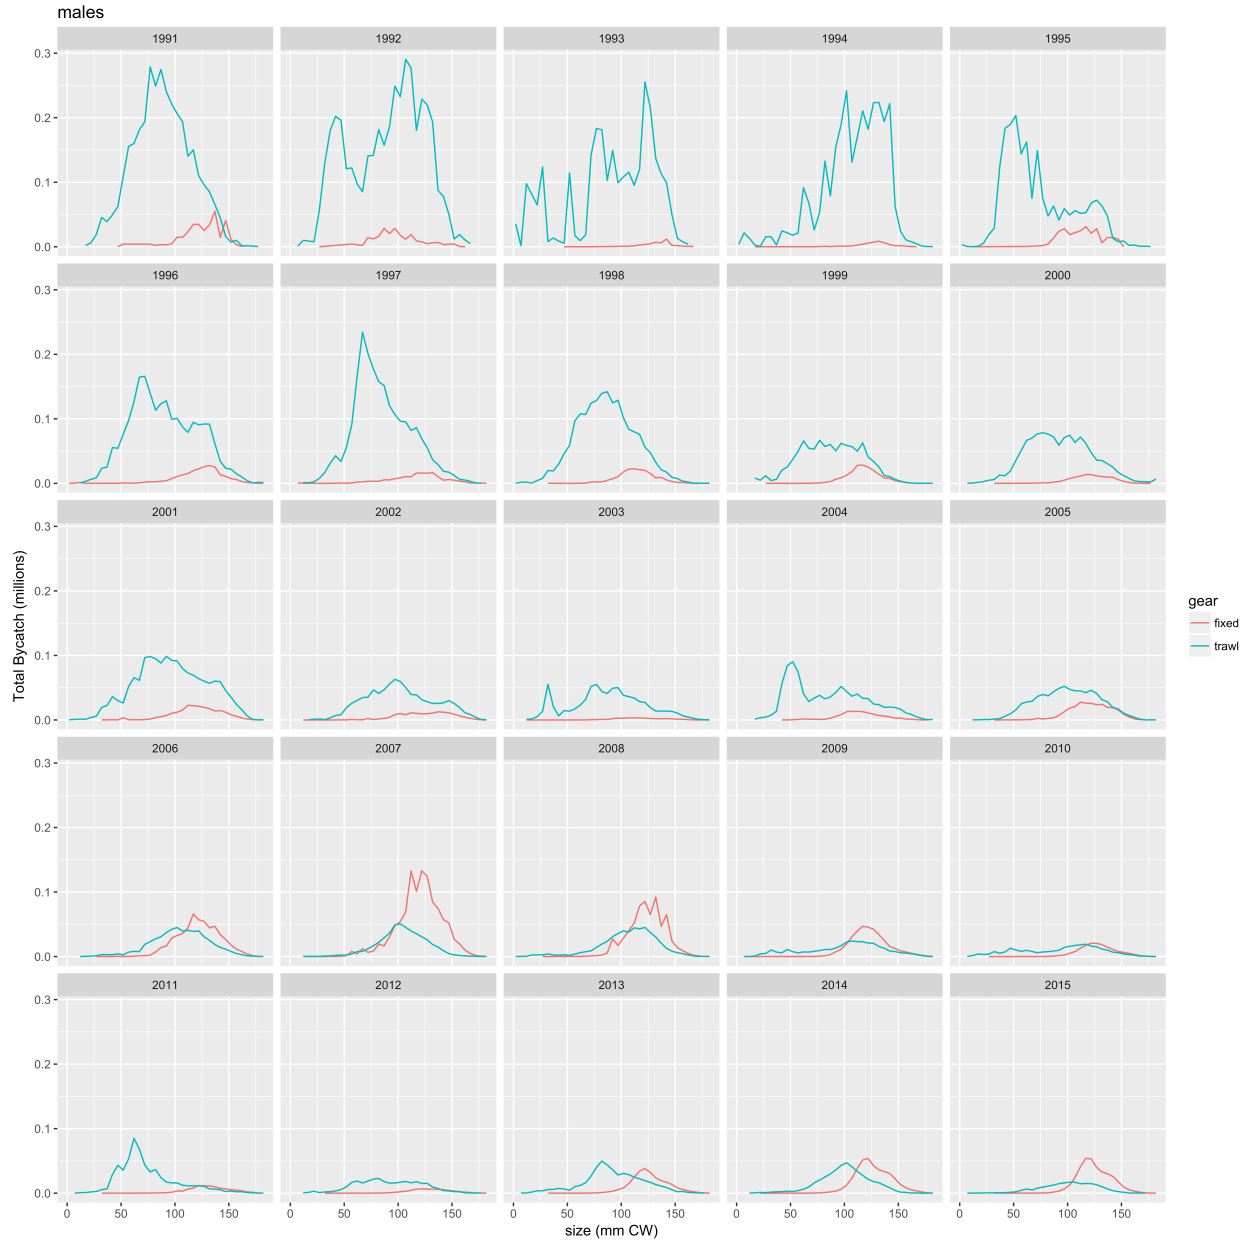 males
1991 1992 1993 1994 1995
0.3
0.2
0.1
0.0
1996 1997 1998 1999 2000
0.3
0.2
0.1
0.0
2001 2002 2003 2004 2005
0.3
0.2
0.1
0.0
Total Bycatch (millions)
gear
fixed
trawl
2006 2007 2008 2009 2010
0.3
0.2
0.1
0.0
2011 2012 2013 2014 2015
0.3
0.2
0.1
0.0
0 50 100 150 0 50 100 150 0 50 100 150 0 50 100 150 0 50 100 150
size (mm CW)